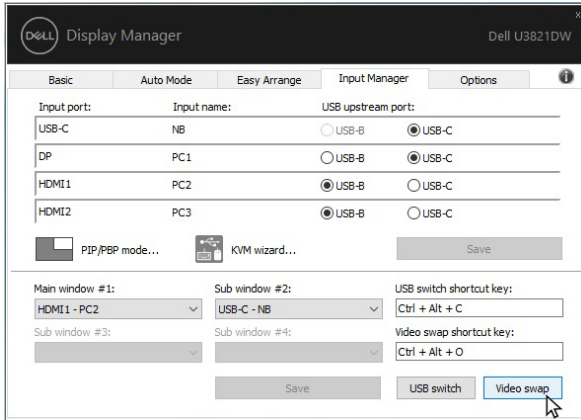 DELL Display Manager Dell U3821DW
Basic Auto Mode Easy Arrange Input Manager Options
Input port: Input name: USB upstream port:
USB-C NB USB-B USB-C
DP PC1 USB-B USB-C
HDMI1 PC2 USB-B USB-C
HDMI2 PC3 USB-B USB-C
PIP/PBP mode... KVM wizard... Save
Main window #1: Sub window #2: USB switch shortcut key:
HDMI1 - PC2 USB-C - NB Ctrl + Alt + C
Sub window #3: Sub window #4: Video swap shortcut key:
Ctrl + Alt + O
Save USB switch Video swap